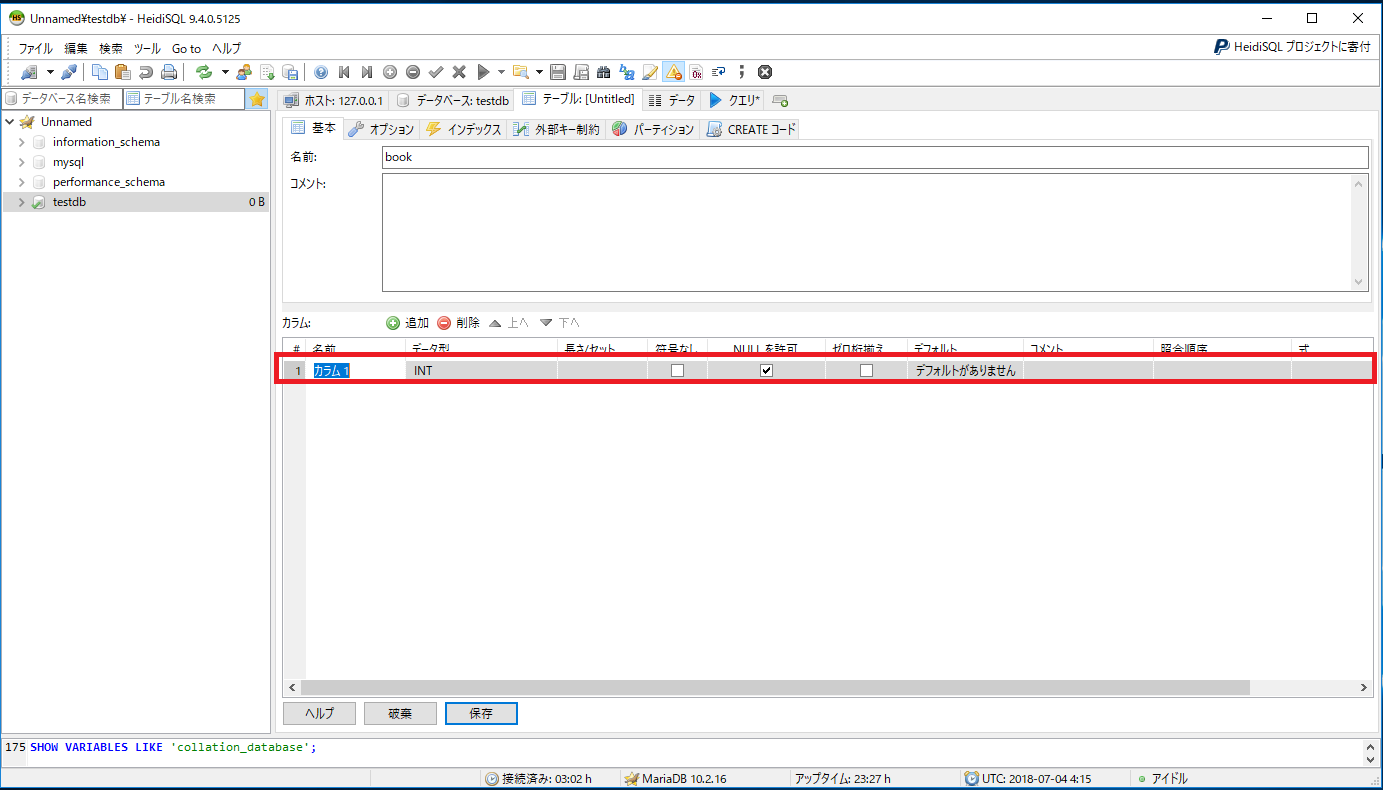 Unnamed¥testdb¥ - HeidiSQL 9.4.0.5125
ファイル 編集 検索 ツール Go to ヘルプ
HeidiSQL プロジェクトに寄付
データベース名検索 テーブル名検索
ホスト: 127.0.0.1 データベース: testdb テーブル: [Untitled] データ クエリ*
Unnamed
information_schema
mysql
performance_schema
testdb 0 B
基本 オプション インデックス 外部キー制約 パーティション CREATE コード
名前: book
コメント:
カラム: 追加 削除 上へ 下へ
# 名前 データ型 長さ/セット 符号なし NULL を許可 ゼロ桁揃え デフォルト コメント 照合順序 式
1 カラム 1 INT デフォルトがありません
ヘルプ 破棄 保存
175 SHOW VARIABLES LIKE 'collation_database';
接続済み: 03:02 h MariaDB 10.2.16 アップタイム: 23:27 h UTC: 2018-07-04 4:15 アイドル